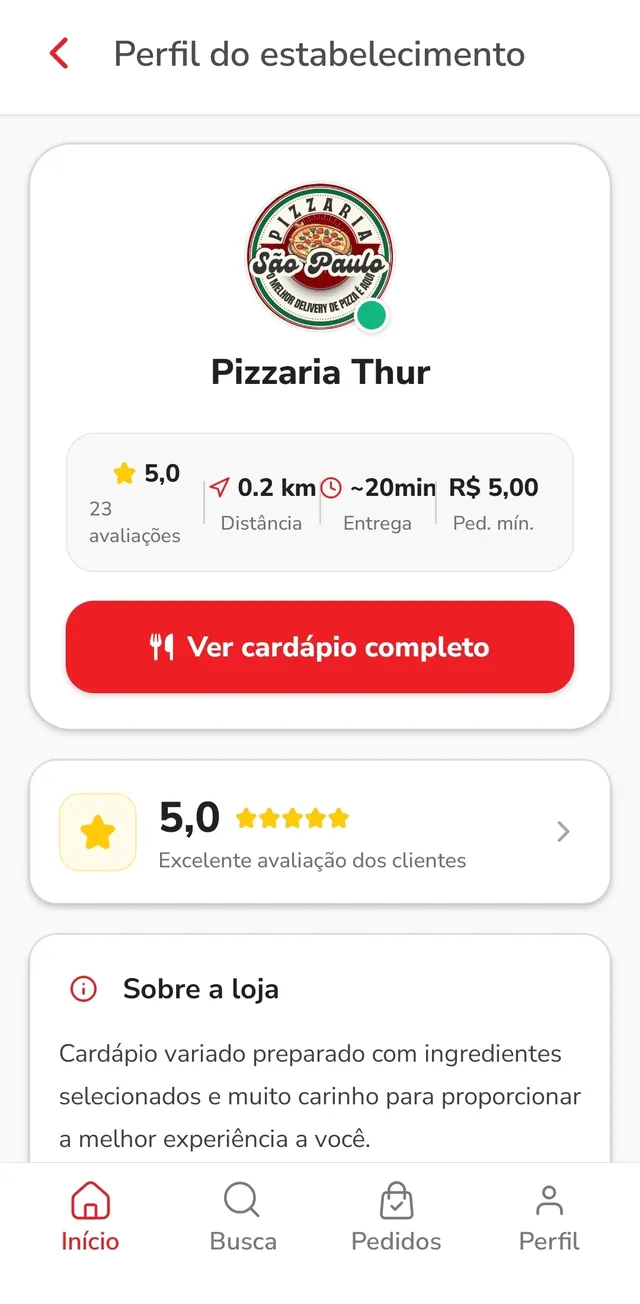 Perfil do estabelecimento
PIZZARIA
São Paulo
O MELHOR DELIVERY DE PIZZA É AQUI
Pizzaria Thur
5,0
23
avaliações
0.2 km
Distância
~20min
Entrega
R$ 5,00
Ped. mín.
Ver cardápio completo
5,0
Excelente avaliação dos clientes
Sobre a loja
Cardápio variado preparado com ingredientes
selecionados e muito carinho para proporcionar
a melhor experiência a você.
Início
Busca
Pedidos
Perfil